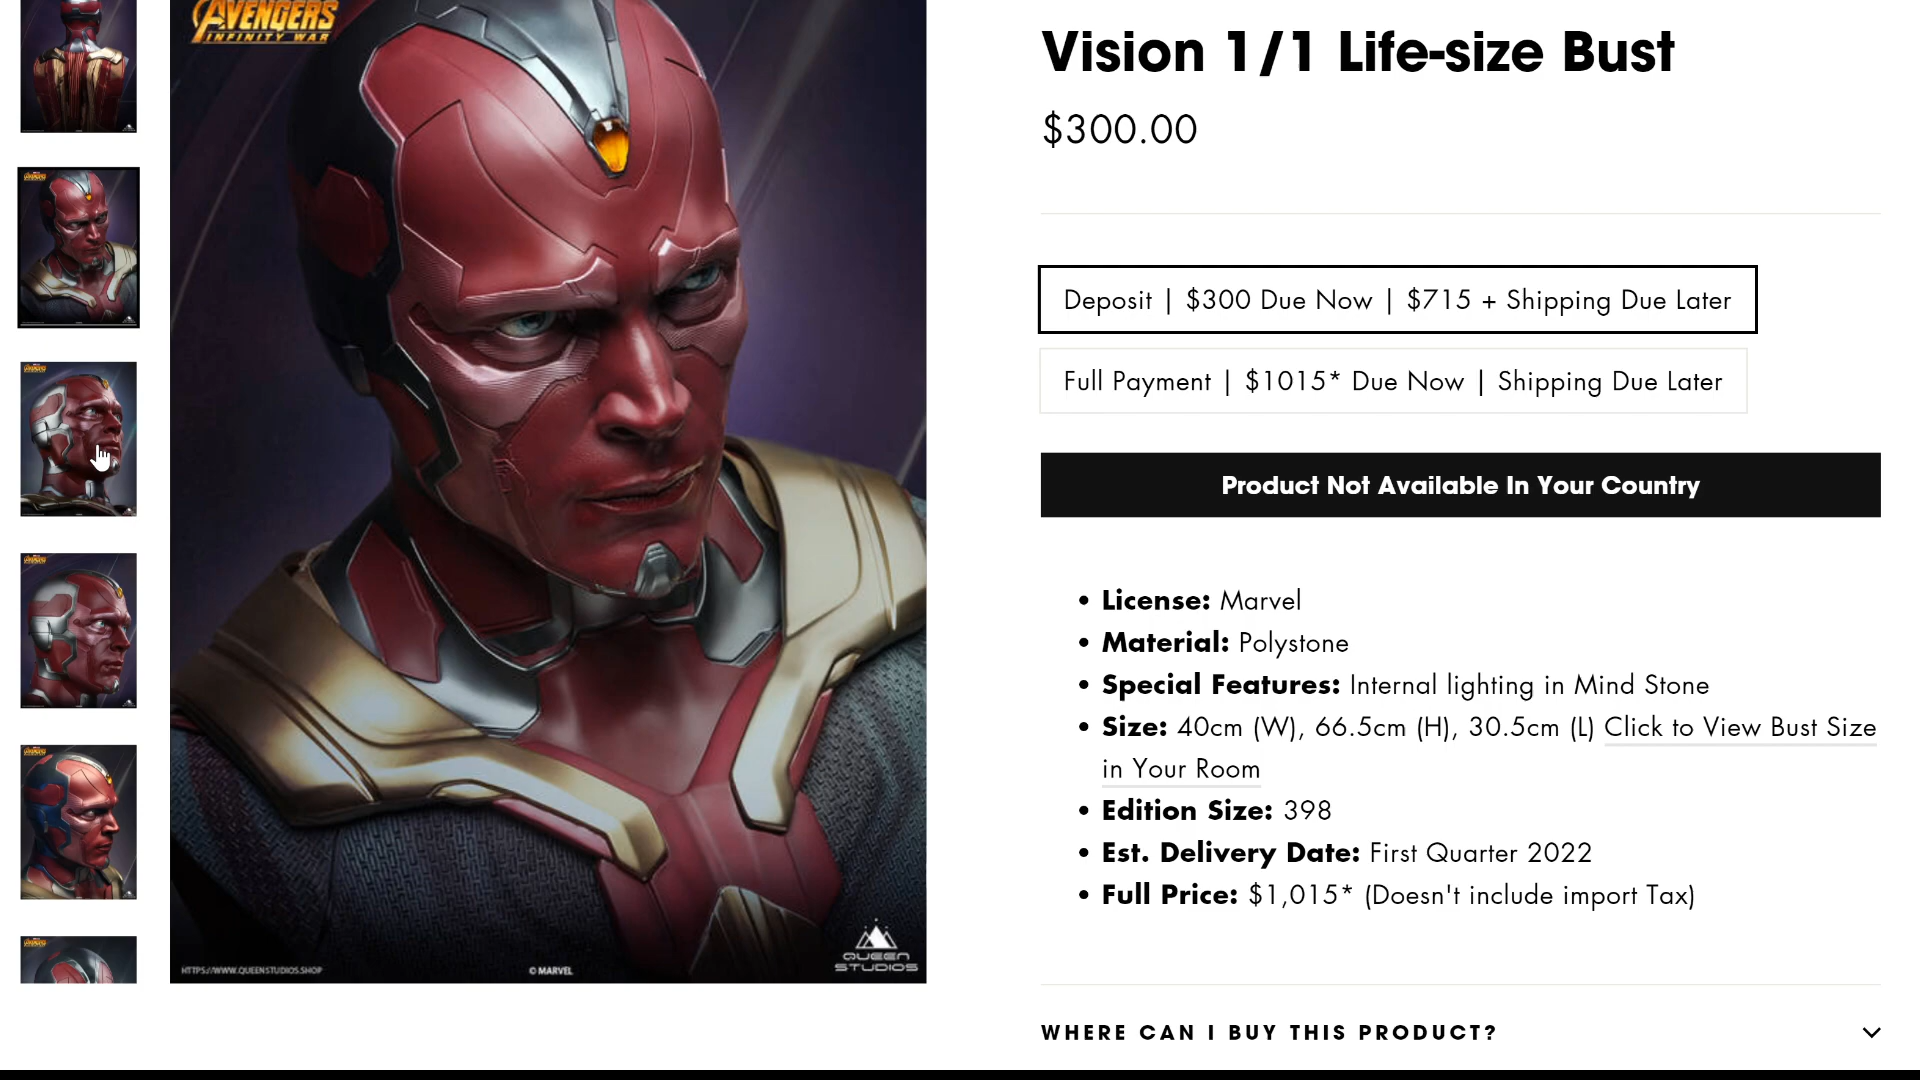 AVENGERS
INFINITY WAR
Vision 1/1 Life-size Bust
$300.00
Deposit | $300 Due Now | $715 + Shipping Due Later
Full Payment | $1015* Due Now | Shipping Due Later
Product Not Available In Your Country
• License: Marvel
• Material: Polystone
• Special Features: Internal lighting in Mind Stone
• Size: 40cm (W), 66.5cm (H), 30.5cm (L) Click to View Bust Size
in Your Room
• Edition Size: 398
• Est. Delivery Date: First Quarter 2022
• Full Price: $1,015* (Doesn't include import Tax)
HTTPS://WWW.QUEENSTUDIOS.SHOP
© MARVEL
QUEEN
STUDIOS
WHERE CAN I BUY THIS PRODUCT?